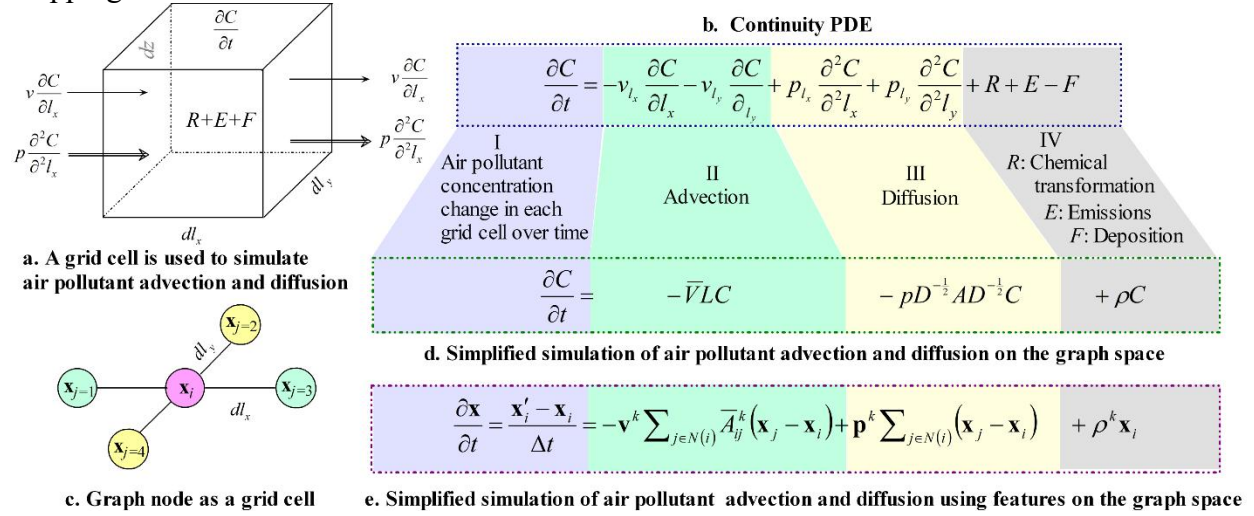 ∂C/∂t
dz
v ∂C/∂l_x
v ∂C/∂l_x
R+E+F
p ∂²C/∂²l_x
p ∂²C/∂²l_x
dl_y
dl_x
a. A grid cell is used to simulate
air pollutant advection and diffusion
b. Continuity PDE
∂C/∂t = -v_{l_x} ∂C/∂l_x - v_{l_y} ∂C/∂_{l_y} + p_{l_x} ∂²C/∂²l_x + p_{l_y} ∂²C/∂²l_y + R + E - F
I
Air pollutant
concentration
change in each
grid cell over time
II
Advection
III
Diffusion
IV
R: Chemical
transformation
E: Emissions
F: Deposition
∂C/∂t = -V̅LC - pD^{-1/2}AD^{-1/2}C + ρC
d. Simplified simulation of air pollutant advection and diffusion on the graph space
x_{j=2}
dl_y
x_{j=1}
x_i
x_{j=3}
dl_x
x_{j=4}
c. Graph node as a grid cell
∂x/∂t = (x′_i - x_i)/Δt = -v^k ∑_{j∈N(i)} A̅^k_{ij}(x_j - x_i) + p^k ∑_{j∈N(i)}(x_j - x_i) + ρ^k x_i
e. Simplified simulation of air pollutant advection and diffusion using features on the graph space